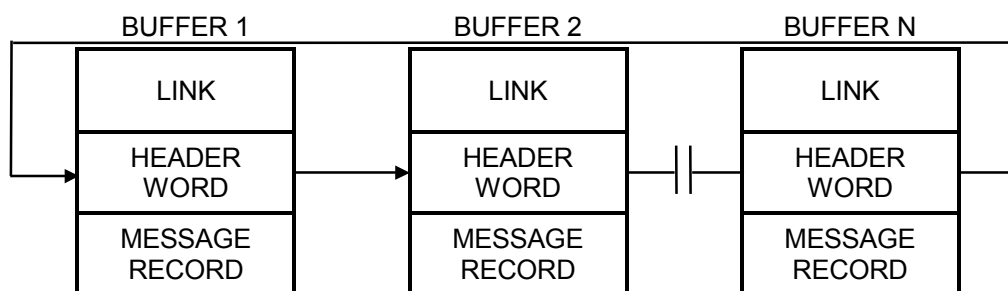 BUFFER 1
BUFFER 2
BUFFER N
LINK
LINK
LINK
HEADER
WORD
HEADER
WORD
HEADER
WORD
MESSAGE
RECORD
MESSAGE
RECORD
MESSAGE
RECORD